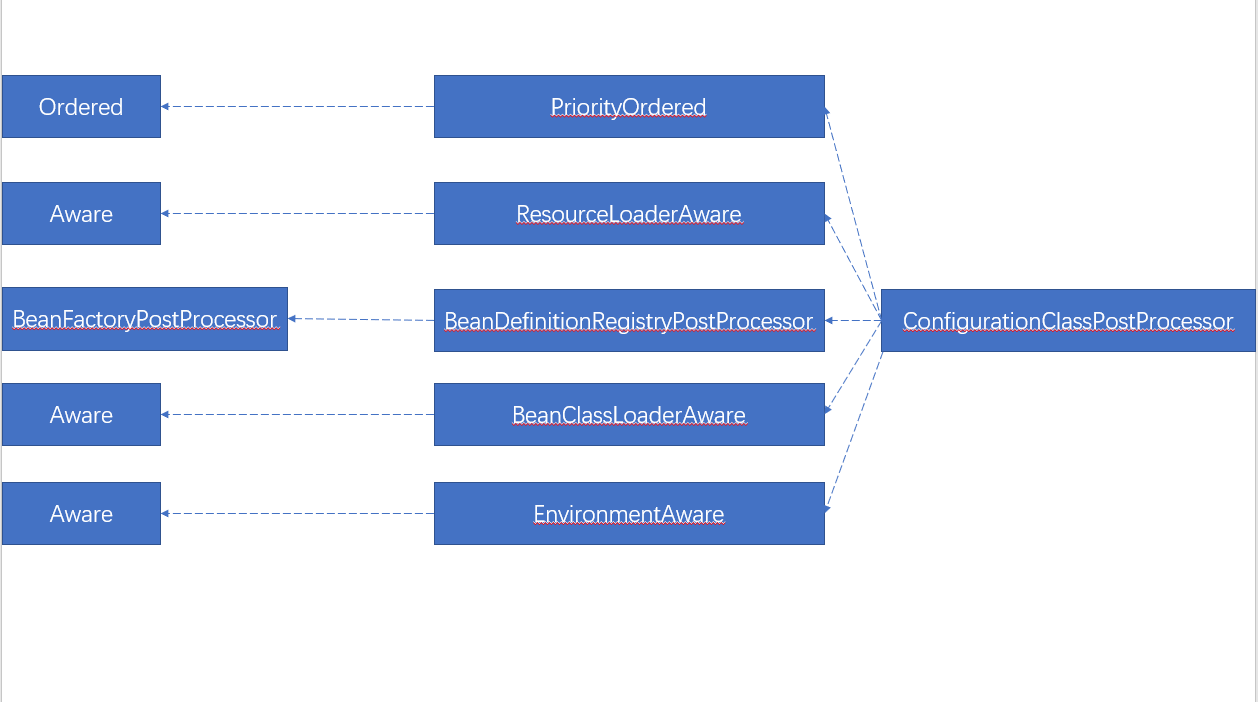 Ordered
PriorityOrdered
Aware
ResourceLoaderAware
BeanFactoryPostProcessor
BeanDefinitionRegistryPostProcessor
ConfigurationClassPostProcessor
Aware
BeanClassLoaderAware
Aware
EnvironmentAware